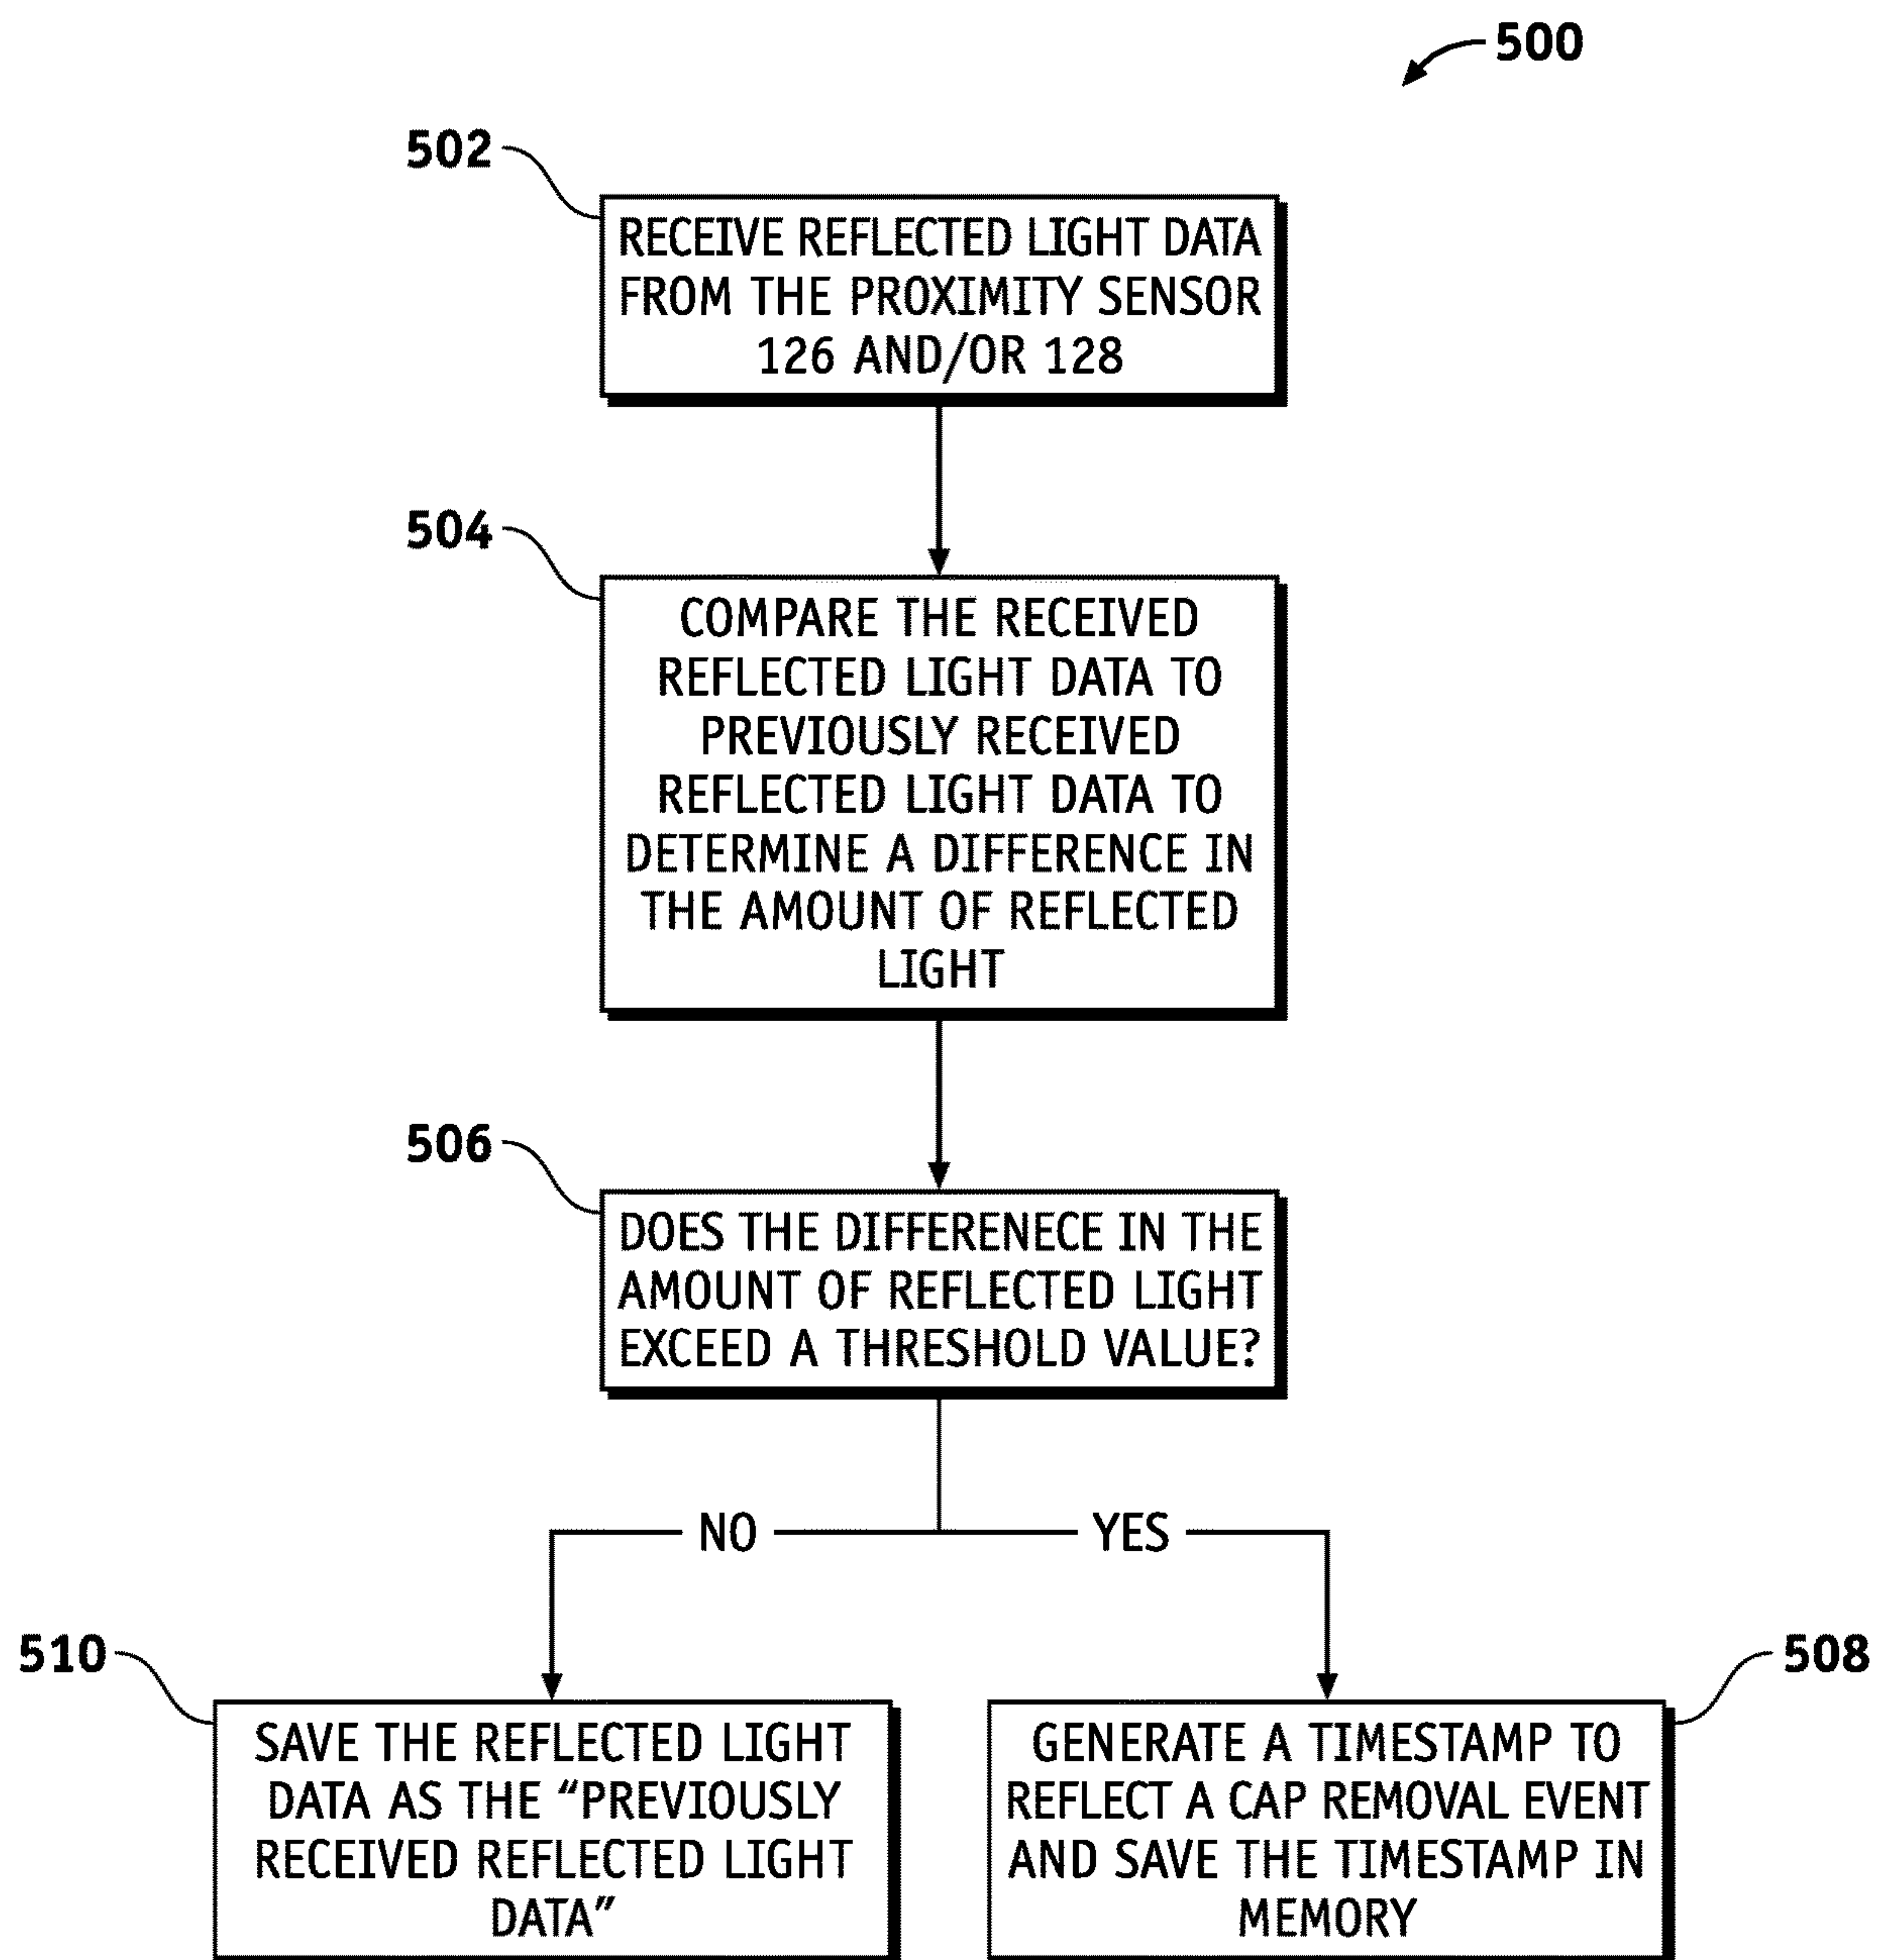 500
502
RECEIVE REFLECTED LIGHT DATA
FROM THE PROXIMITY SENSOR
126 AND/OR 128
504
COMPARE THE RECEIVED
REFLECTED LIGHT DATA TO
PREVIOUSLY RECEIVED
REFLECTED LIGHT DATA TO
DETERMINE A DIFFERENCE IN
THE AMOUNT OF REFLECTED
LIGHT
506
DOES THE DIFFERENECE IN THE
AMOUNT OF REFLECTED LIGHT
EXCEED A THRESHOLD VALUE?
NO
YES
510
SAVE THE REFLECTED LIGHT
DATA AS THE “PREVIOUSLY
RECEIVED REFLECTED LIGHT
DATA”
508
GENERATE A TIMESTAMP TO
REFLECT A CAP REMOVAL EVENT
AND SAVE THE TIMESTAMP IN
MEMORY